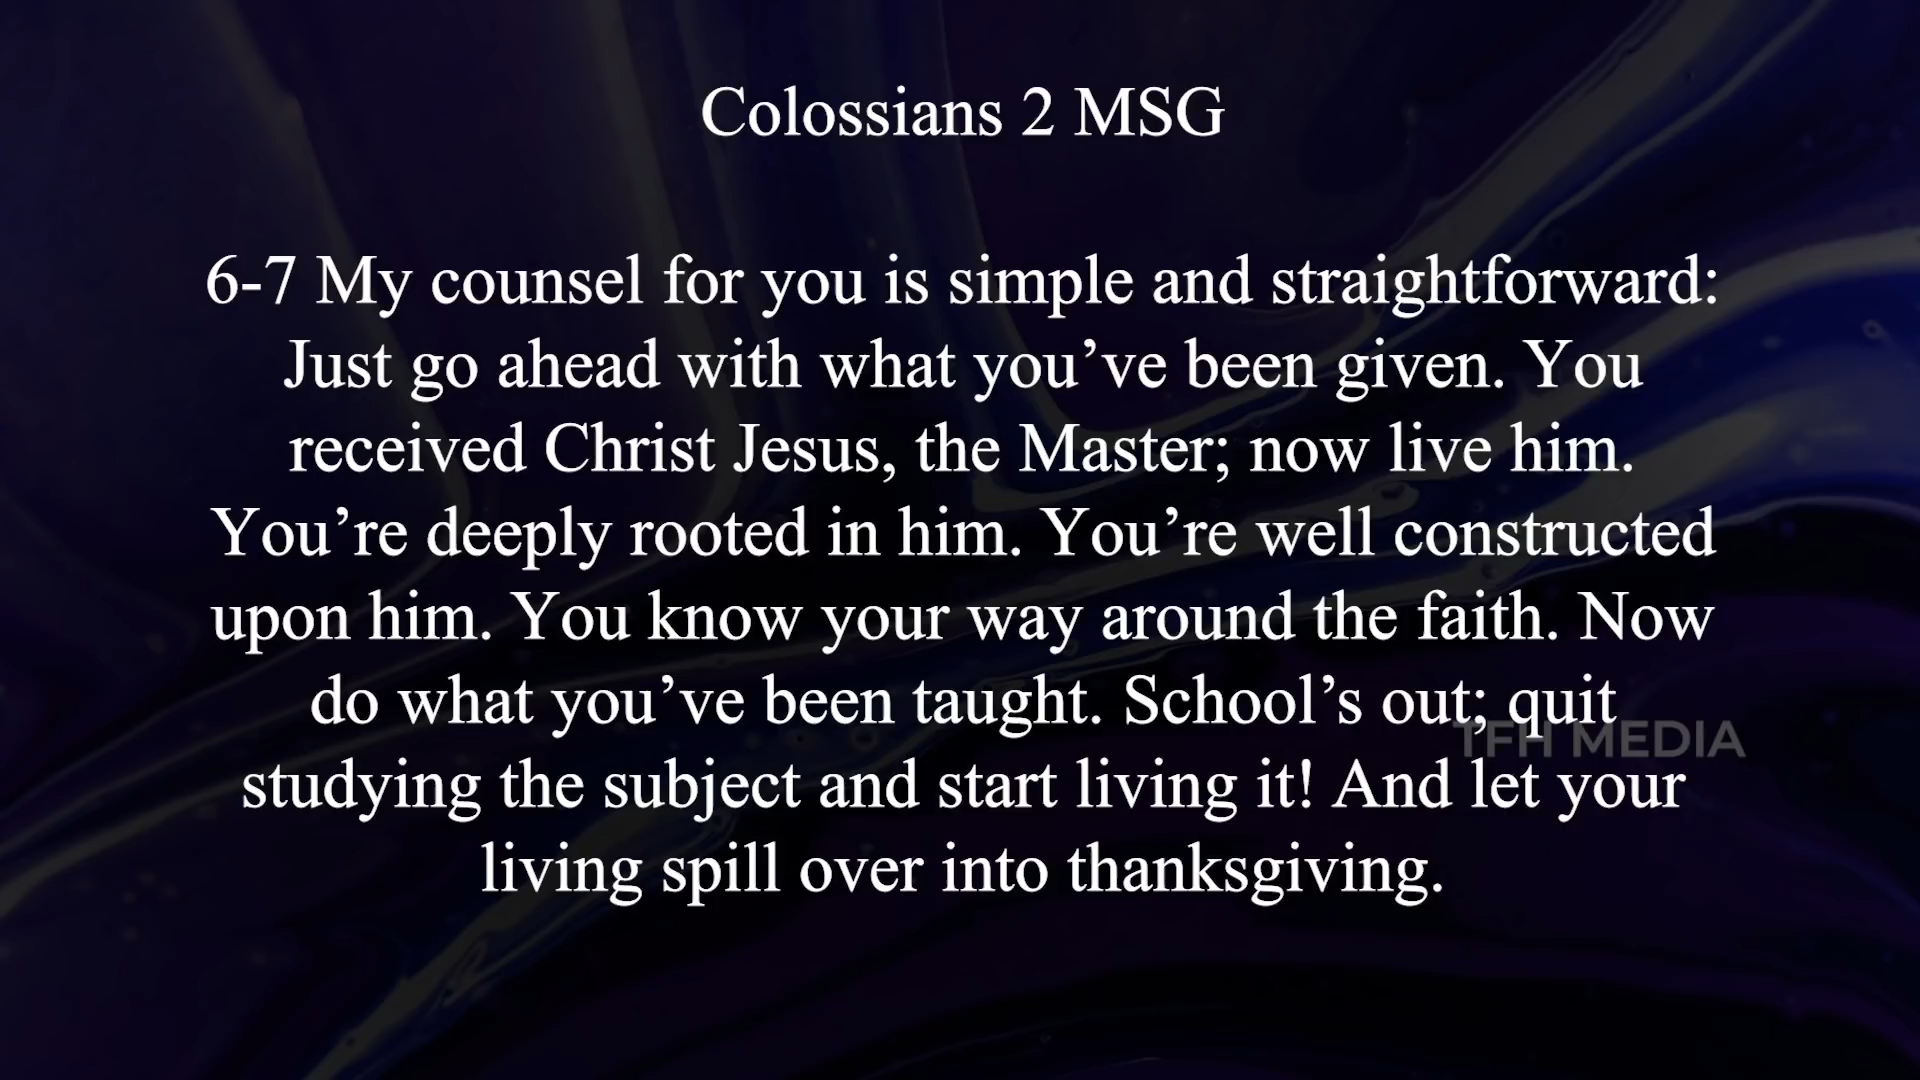 Colossians 2 MSG
6-7 My counsel for you is simple and straightforward:
Just go ahead with what you’ve been given. You
received Christ Jesus, the Master; now live him.
You’re deeply rooted in him. You’re well constructed
upon him. You know your way around the faith. Now
do what you’ve been taught. School’s out; quit
TFH MEDIA
studying the subject and start living it! And let your
living spill over into thanksgiving.